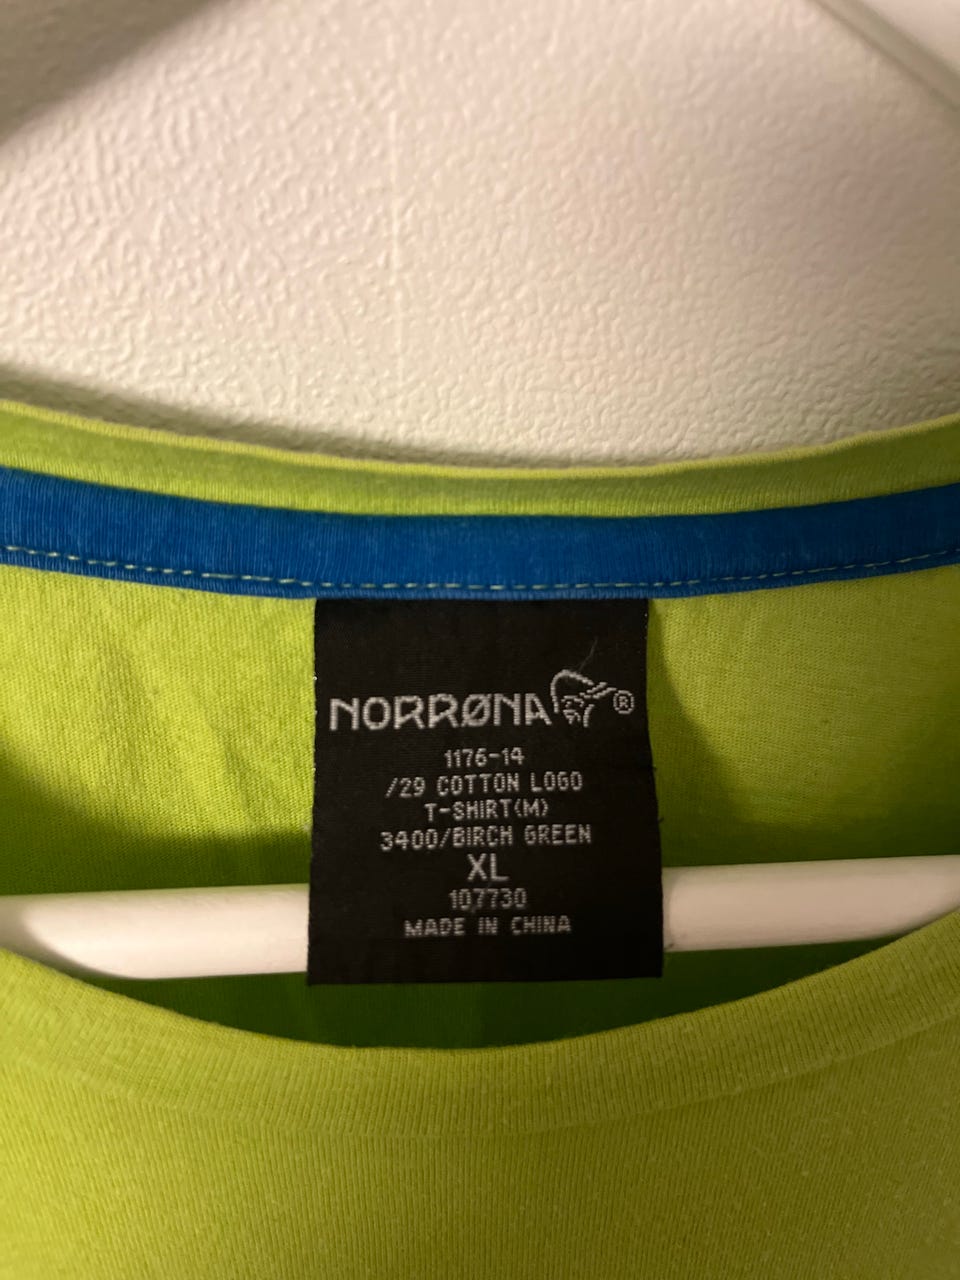 NORRØNA ®
1176-14
/29 COTTON LOGO
T-SHIRT(M)
3400/BIRCH GREEN
XL
107730
MADE IN CHINA